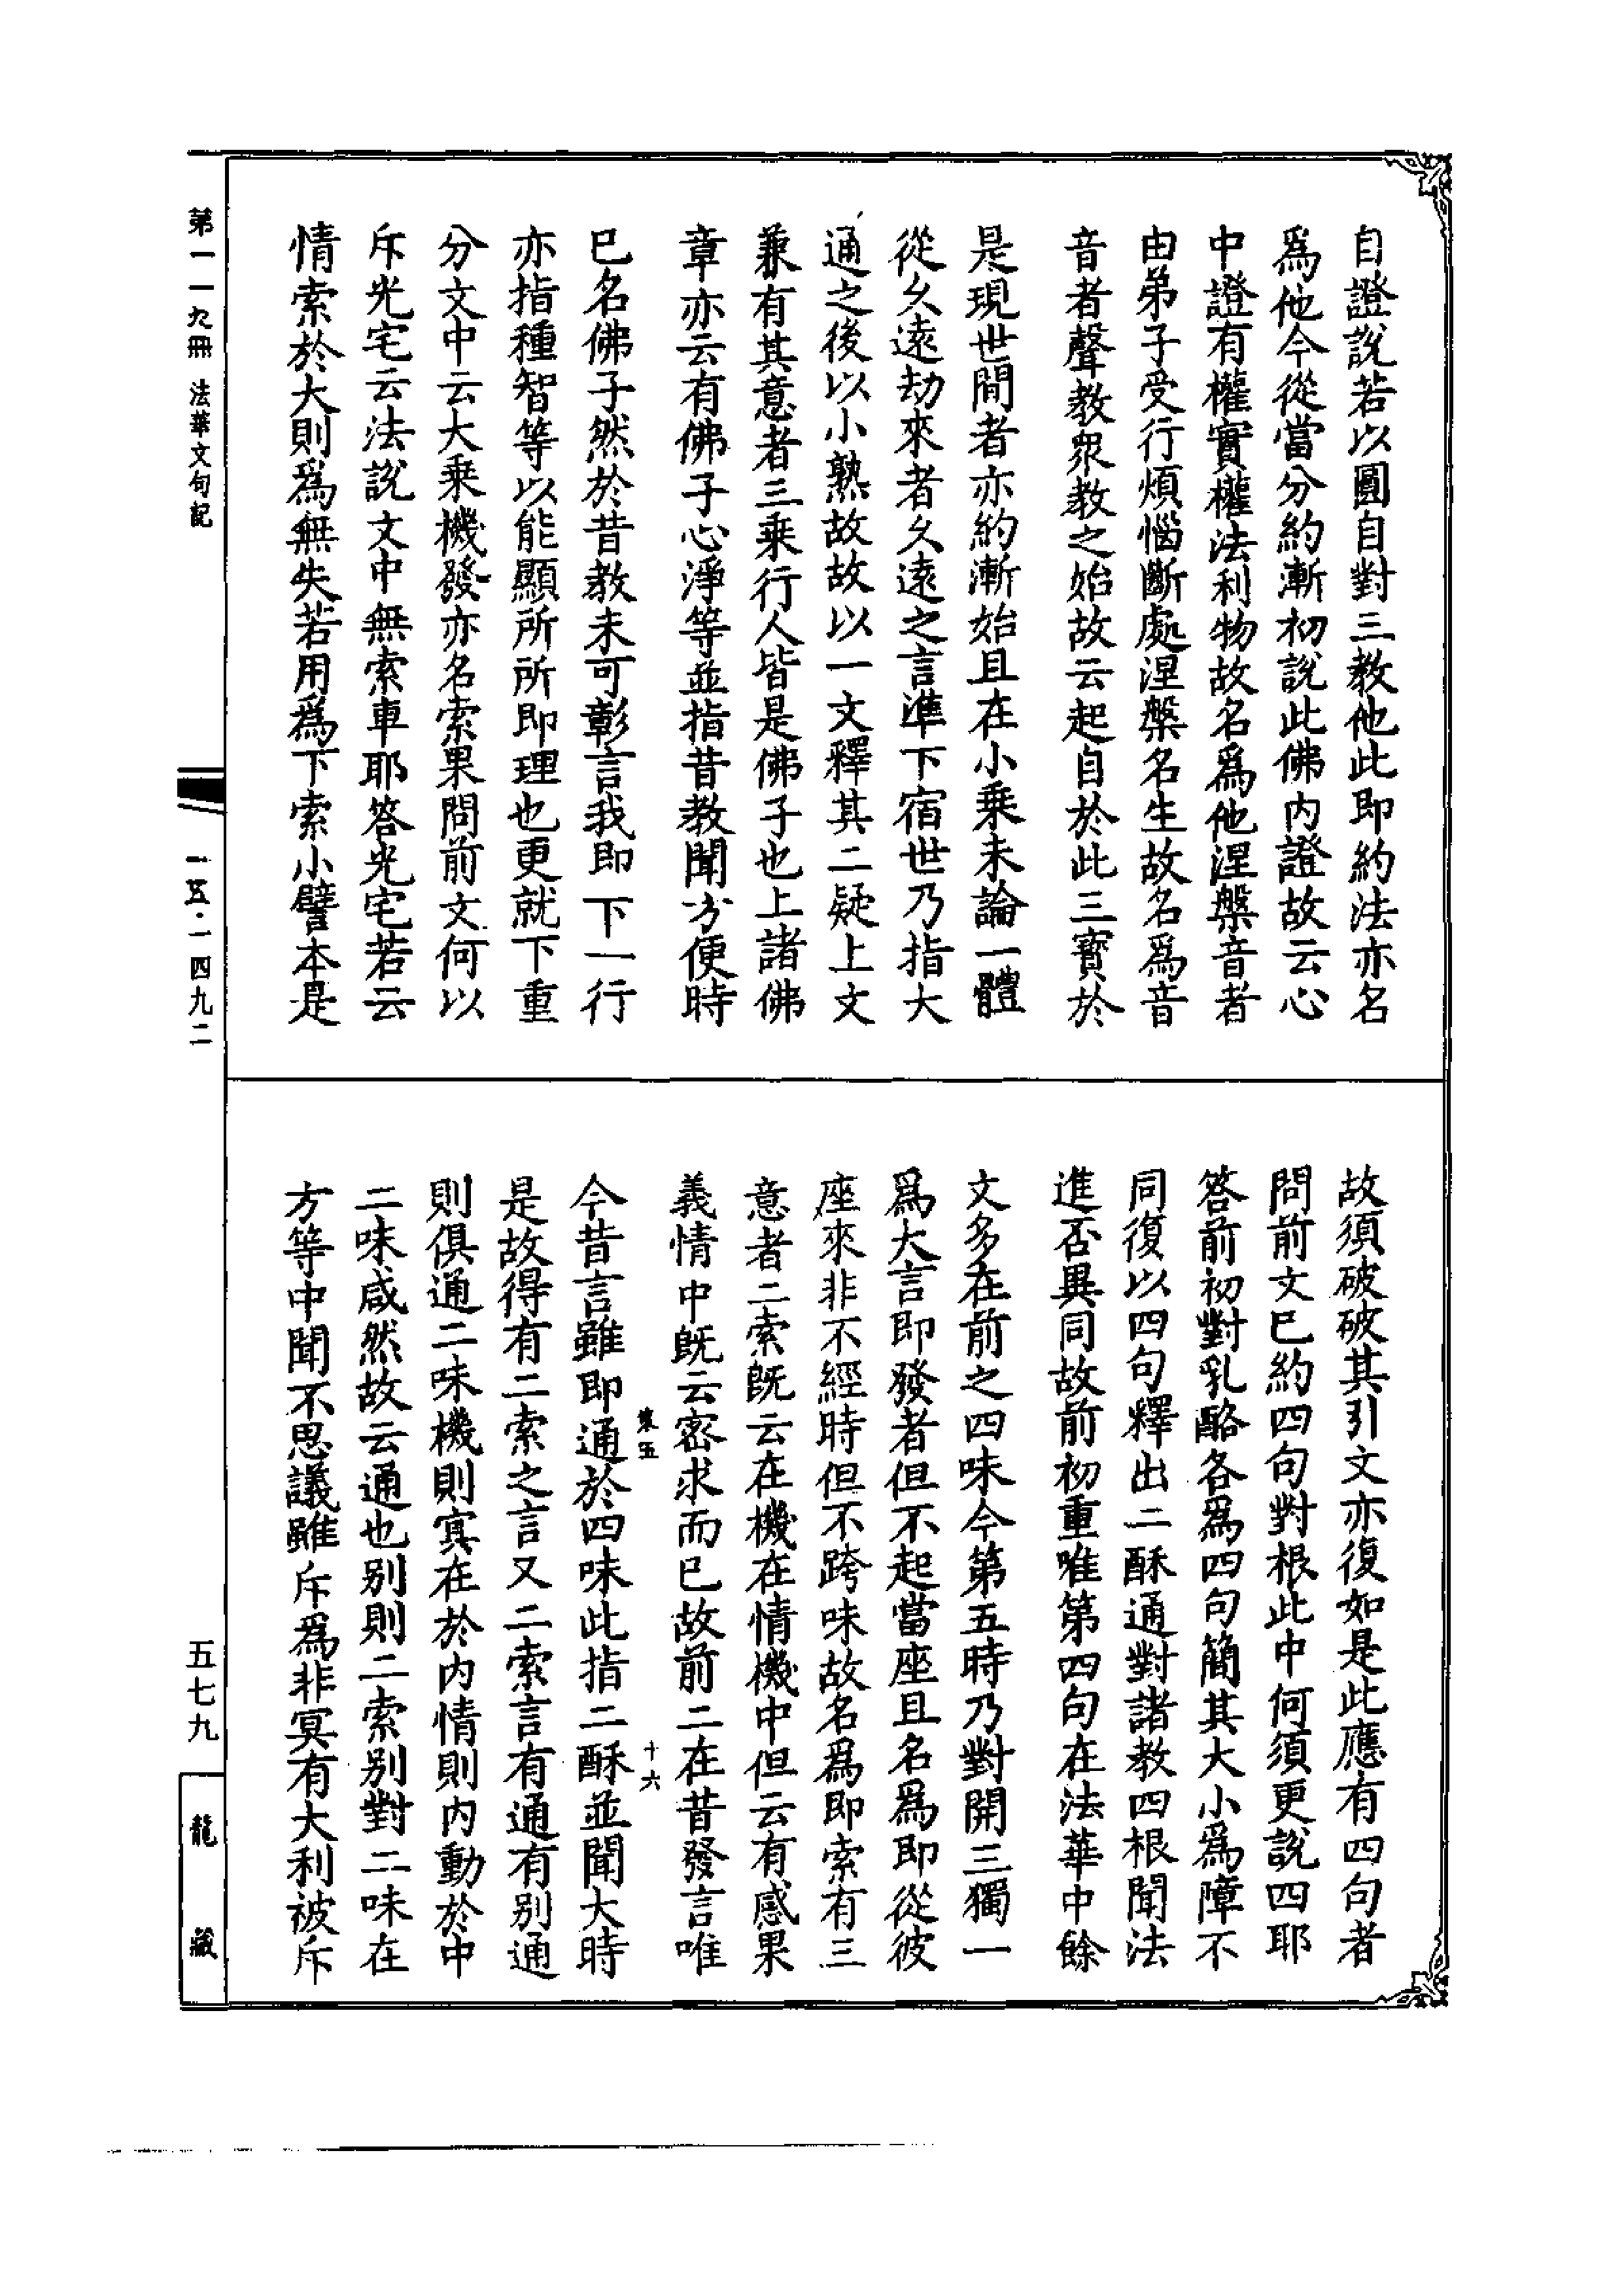 自證說若以圓自對三教他此即約法亦名
爲他今從當分約漸初說此佛內證故云心
中證有權實權法利物故名爲他涅槃音者
由弟子受行煩惱斷處涅槃名生故名爲音
音者聲教衆教之始故云起自於此三寶於
是現世間者亦約漸始且在小乘未論一體
從久遠劫來者久遠之言準下宿世乃指大
通之後以小熟故故以一文釋其二疑上文
兼有其意者三乘行人皆是佛子也上諸佛
章亦云有佛子心淨等並指昔教聞方便時
已名佛子然於昔教未可彰言我即下一行
亦指種智等以能顯所所即理也更就下重
分文中云大乘機發亦名索果問前文何以
斥光宅云法說文中無索車耶答光宅若云
情索於大則爲無失若用爲下索小譬本是
故須破破其引文亦復如是此應有四句者
問前文已約四句對根此中何須更說四耶
答前初對乳酪各爲四句簡其大小爲障不
同復以四句釋出二酥通對諸教四根聞法
進否異同故前初重唯第四句在法華中餘
文多在前之四味今第五時乃對開三獨一
爲大言即發者但不起當座且名爲即從彼
座來非不經時但不跨味故名爲即索有三
意者二索既云在機在情機中但云有感果
義情中既云密求而已故前二在昔發言唯
策五 十六
今昔言雖即通於四味此指二酥並聞大時
是故得有二索之言又二索言有通有別通
則俱通二味機則寘在於內情則內動於中
二味咸然故云通也別則二索別對二味在
方等中聞不思議雖斥爲非冥有大利被斥
第一一九冊 法華文句記
一五·一四九二
五七九
龍藏